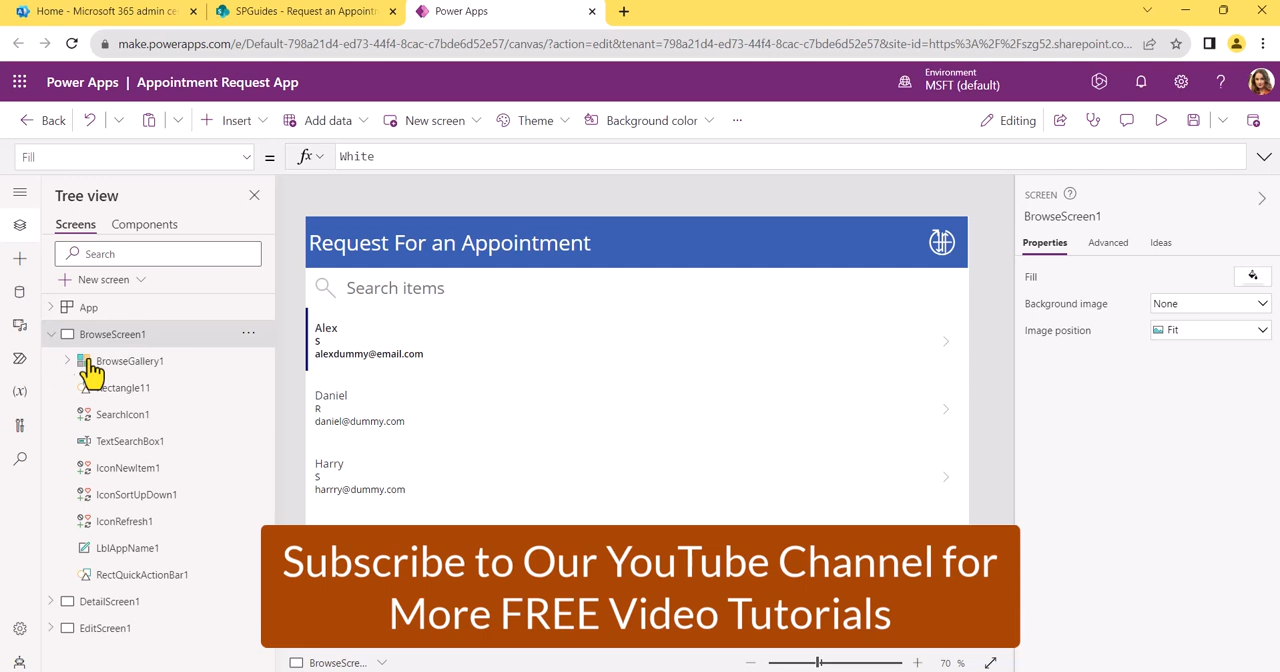 Home - Microsoft 365 admin ce
SPGuides - Request an Appointm
Power Apps
make.powerapps.com/e/Default-798a21d4-ed73-44f4-8cac-c7bde6d52e57/canvas/?action=edit&tenant=798a21d4-ed73-44f4-8cac-c7bde6d52e57&site-id=https%3A%2F%2Fszg52.sharepoint.co...
Power Apps | Appointment Request App
Environment
MSFT (default)
?
Back
Insert
Add data
New screen
Theme
Background color
...
Editing
Fill
=
fx
White
Tree view
Screens
Components
Search
New screen
App
BrowseScreen1
...
BrowseGallery1
Rectangle11
SearchIcon1
TextSearchBox1
IconNewItem1
IconSortUpDown1
IconRefresh1
LblAppName1
RectQuickActionBar1
DetailScreen1
EditScreen1
(x)
Request For an Appointment
Search items
Alex
S
alexdummy@email.com
Daniel
R
daniel@dummy.com
Harry
S
harrry@dummy.com
Subscribe to Our YouTube Channel for
More FREE Video Tutorials
BrowseScre...
70 %
SCREEN ?
BrowseScreen1
Properties
Advanced
Ideas
Fill
Background image
None
Image position
Fit